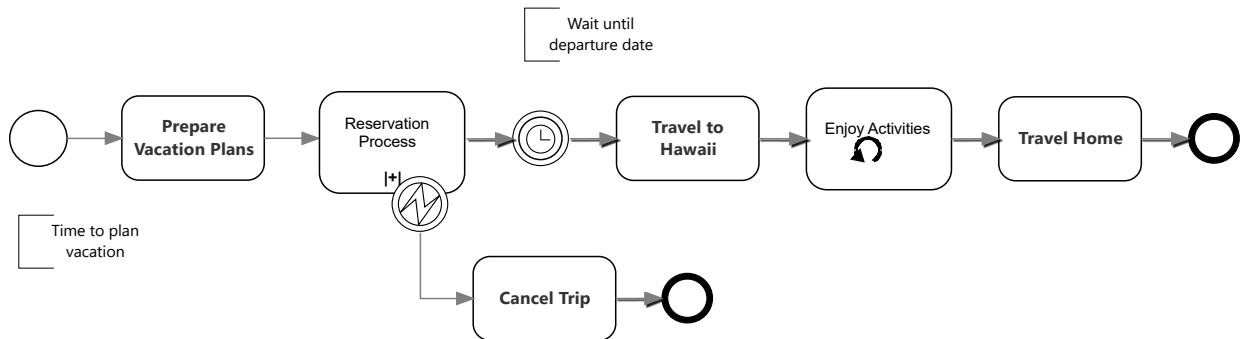 Wait until
departure date
Prepare
Vacation Plans
Reservation
Process
|+|
Travel to
Hawaii
Enjoy Activities
Travel Home
Time to plan
vacation
Cancel Trip